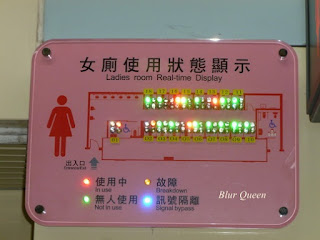 女廁使用狀態顯示
Ladies room Real-time Display
出入口
使用中
In use
故障
Breakdown
無人使用
Not in use
訊號隔離
Signal bypass
Blur Queen